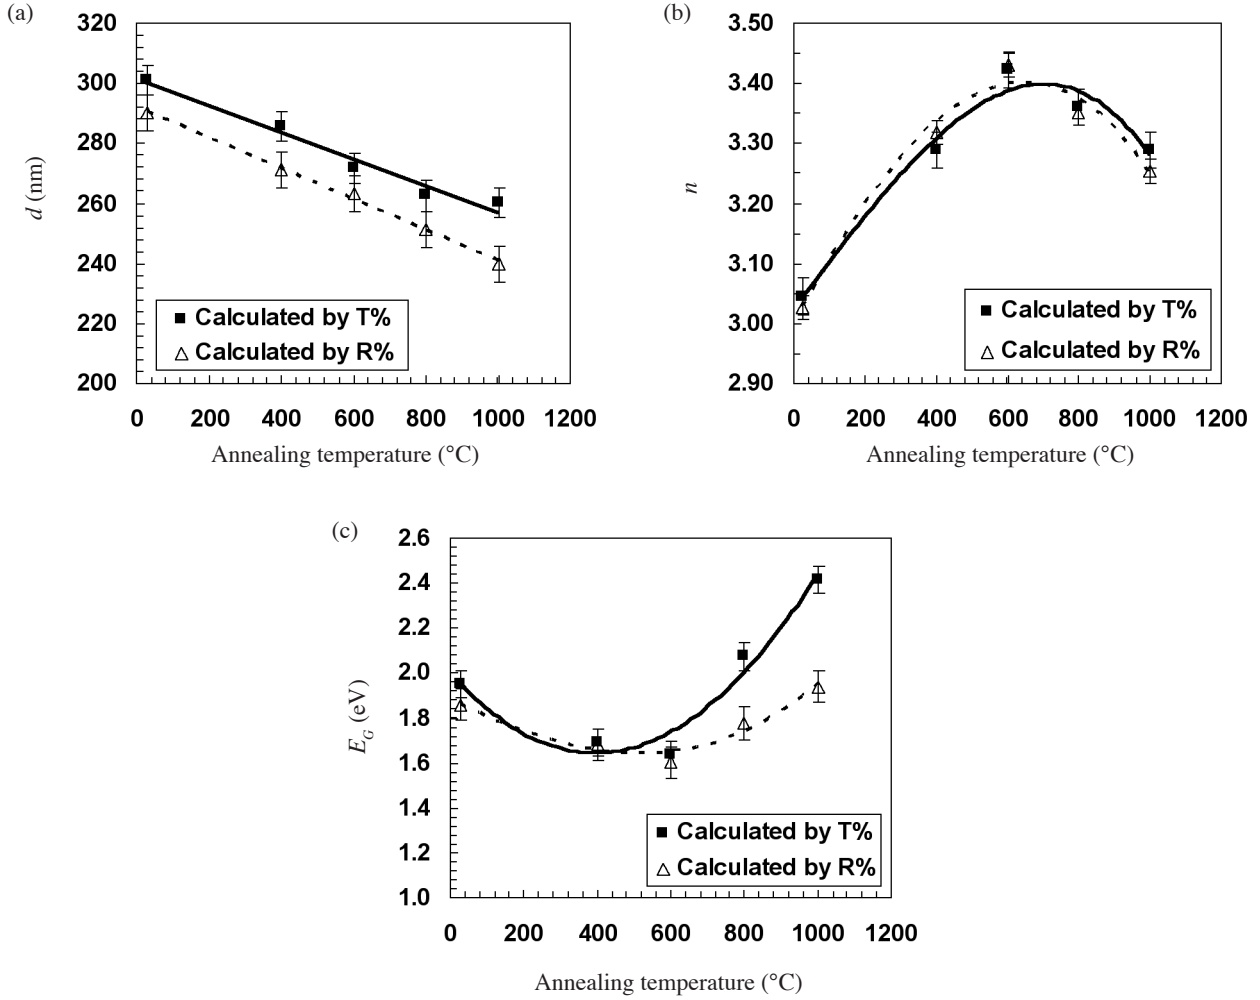 (a)
320
300
280
260
240
220
200
d (nm)
Calculated by T%
Calculated by R%
0 200 400 600 800 1000 1200
Annealing temperature (°C)
(b)
3.50
3.40
3.30
3.20
3.10
3.00
2.90
n
Calculated by T%
Calculated by R%
0 200 400 600 800 1000 1200
Annealing temperature (°C)
(c)
2.6
2.4
2.2
2.0
1.8
1.6
1.4
1.2
1.0
E_G (eV)
Calculated by T%
Calculated by R%
0 200 400 600 800 1000 1200
Annealing temperature (°C)